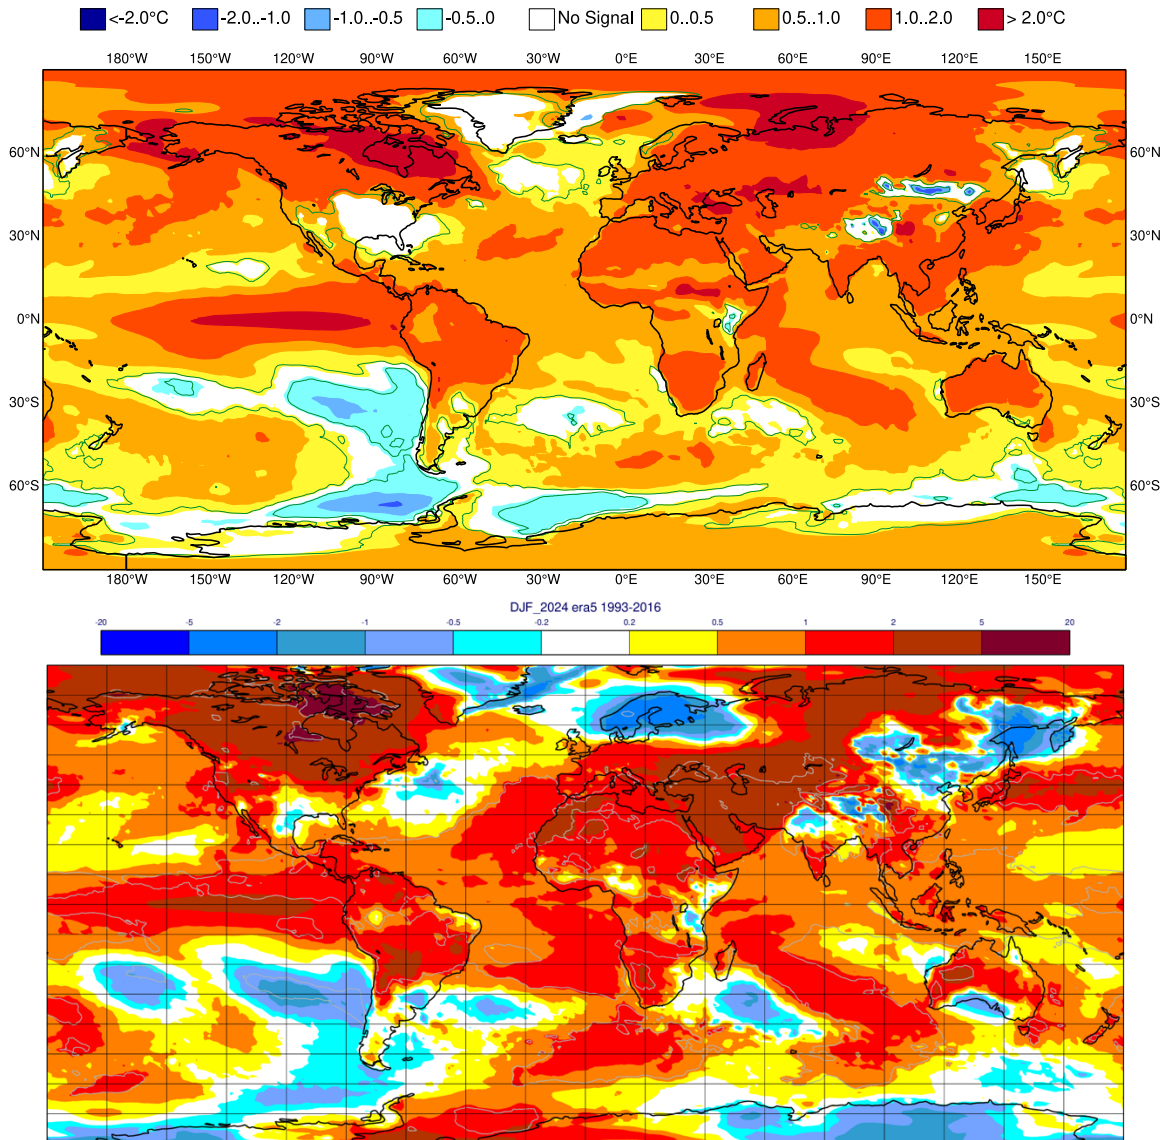 <-2.0°C -2.0..-1.0 -1.0..-0.5 -0.5..0 No Signal 0..0.5 0.5..1.0 1.0..2.0 > 2.0°C
180°W 150°W 120°W 90°W 60°W 30°W 0°E 30°E 60°E 90°E 120°E 150°E
60°N 60°N
30°N 30°N
0°N 0°N
30°S 30°S
60°S 60°S
180°W 150°W 120°W 90°W 60°W 30°W 0°E 30°E 60°E 90°E 120°E 150°E
DJF_2024 era5 1993-2016
-20 -5 -2 -1 -0.5 -0.2 0.2 0.5 1 2 5 20